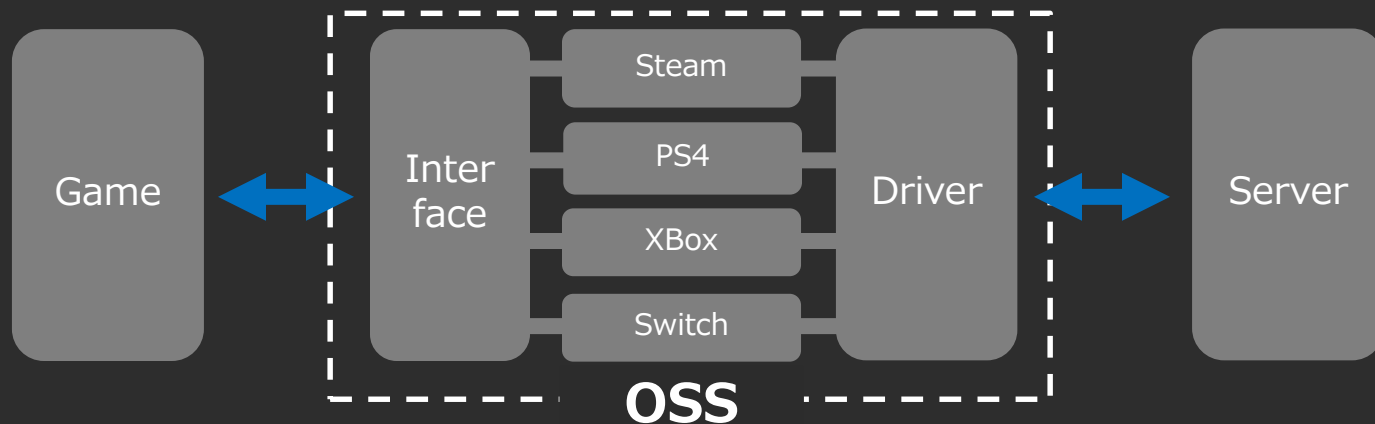 Game
Inter
face
Steam
PS4
XBox
Switch
Driver
Server
OSS